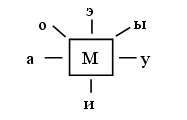 о э ы
а М у
и